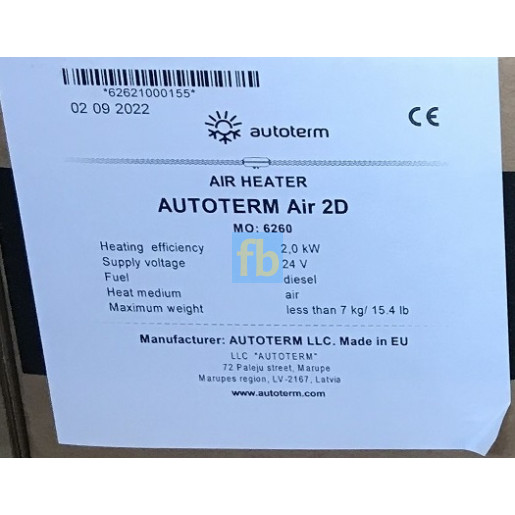 *62621000155*
02 09 2022
CE
autoterm
AIR HEATER
AUTOTERM Air 2D
MO: 6260
fb
Heating efficiency 2,0 kW
Supply voltage 24 V
Fuel diesel
Heat medium air
Maximum weight less than 7 kg/ 15.4 lb
Manufacturer: AUTOTERM LLC. Made in EU
LLC "AUTOTERM"
72 Paleju street, Marupe
Marupes region, LV-2167, Latvia
www.autoterm.com